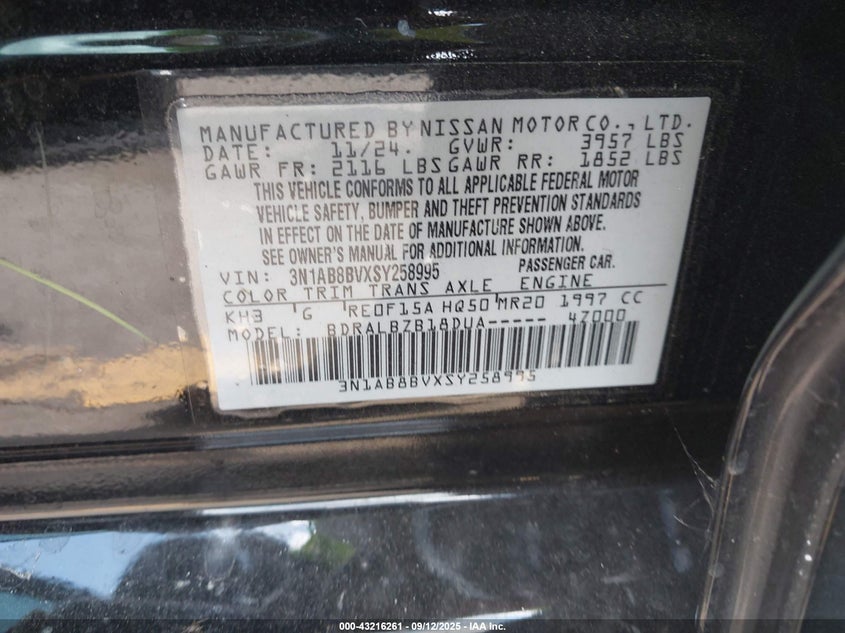 MANUFACTURED BY NISSAN MOTOR CO., LTD.
DATE: 11/24. GVWR: 3957 LBS
GAWR FR: 2116 LBS GAWR RR: 1852 LBS
THIS VEHICLE CONFORMS TO ALL APPLICABLE FEDERAL MOTOR
VEHICLE SAFETY, BUMPER AND THEFT PREVENTION STANDARDS
IN EFFECT ON THE DATE OF MANUFACTURE SHOWN ABOVE.
SEE OWNER'S MANUAL FOR ADDITIONAL INFORMATION.
VIN: 3N1AB8BVXSY258995 PASSENGER CAR.
COLOR TRIM TRANS AXLE ENGINE
KH3 G RE0F15A HQ50 MR20 1997 CC
MODEL: BDRALBZB18DUA----- 47000
3N1AB8BVXSY258995
000-43216261 - 09/12/2025 - IAA Inc.